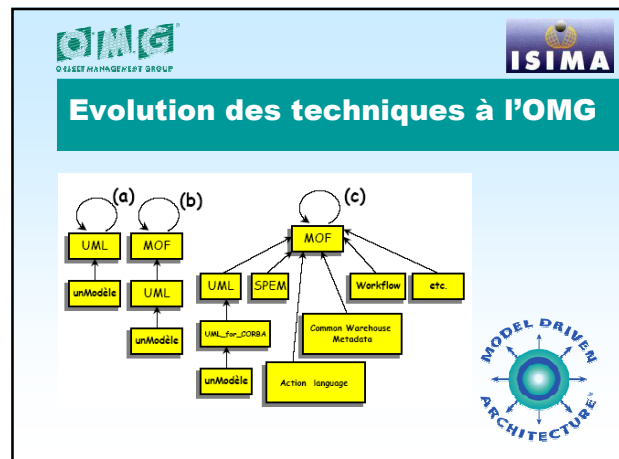 OMG
OBJECT MANAGEMENT GROUP
ISIMA
Evolution des techniques à l'OMG
(a)
(b)
(c)
UML
MOF
MOF
unModèle
UML
UML
SPEM
Workflow
etc.
unModèle
UML_for_CORBA
Common Warehouse
Metadata
unModèle
Action language
MODEL DRIVEN
ARCHITECTURE